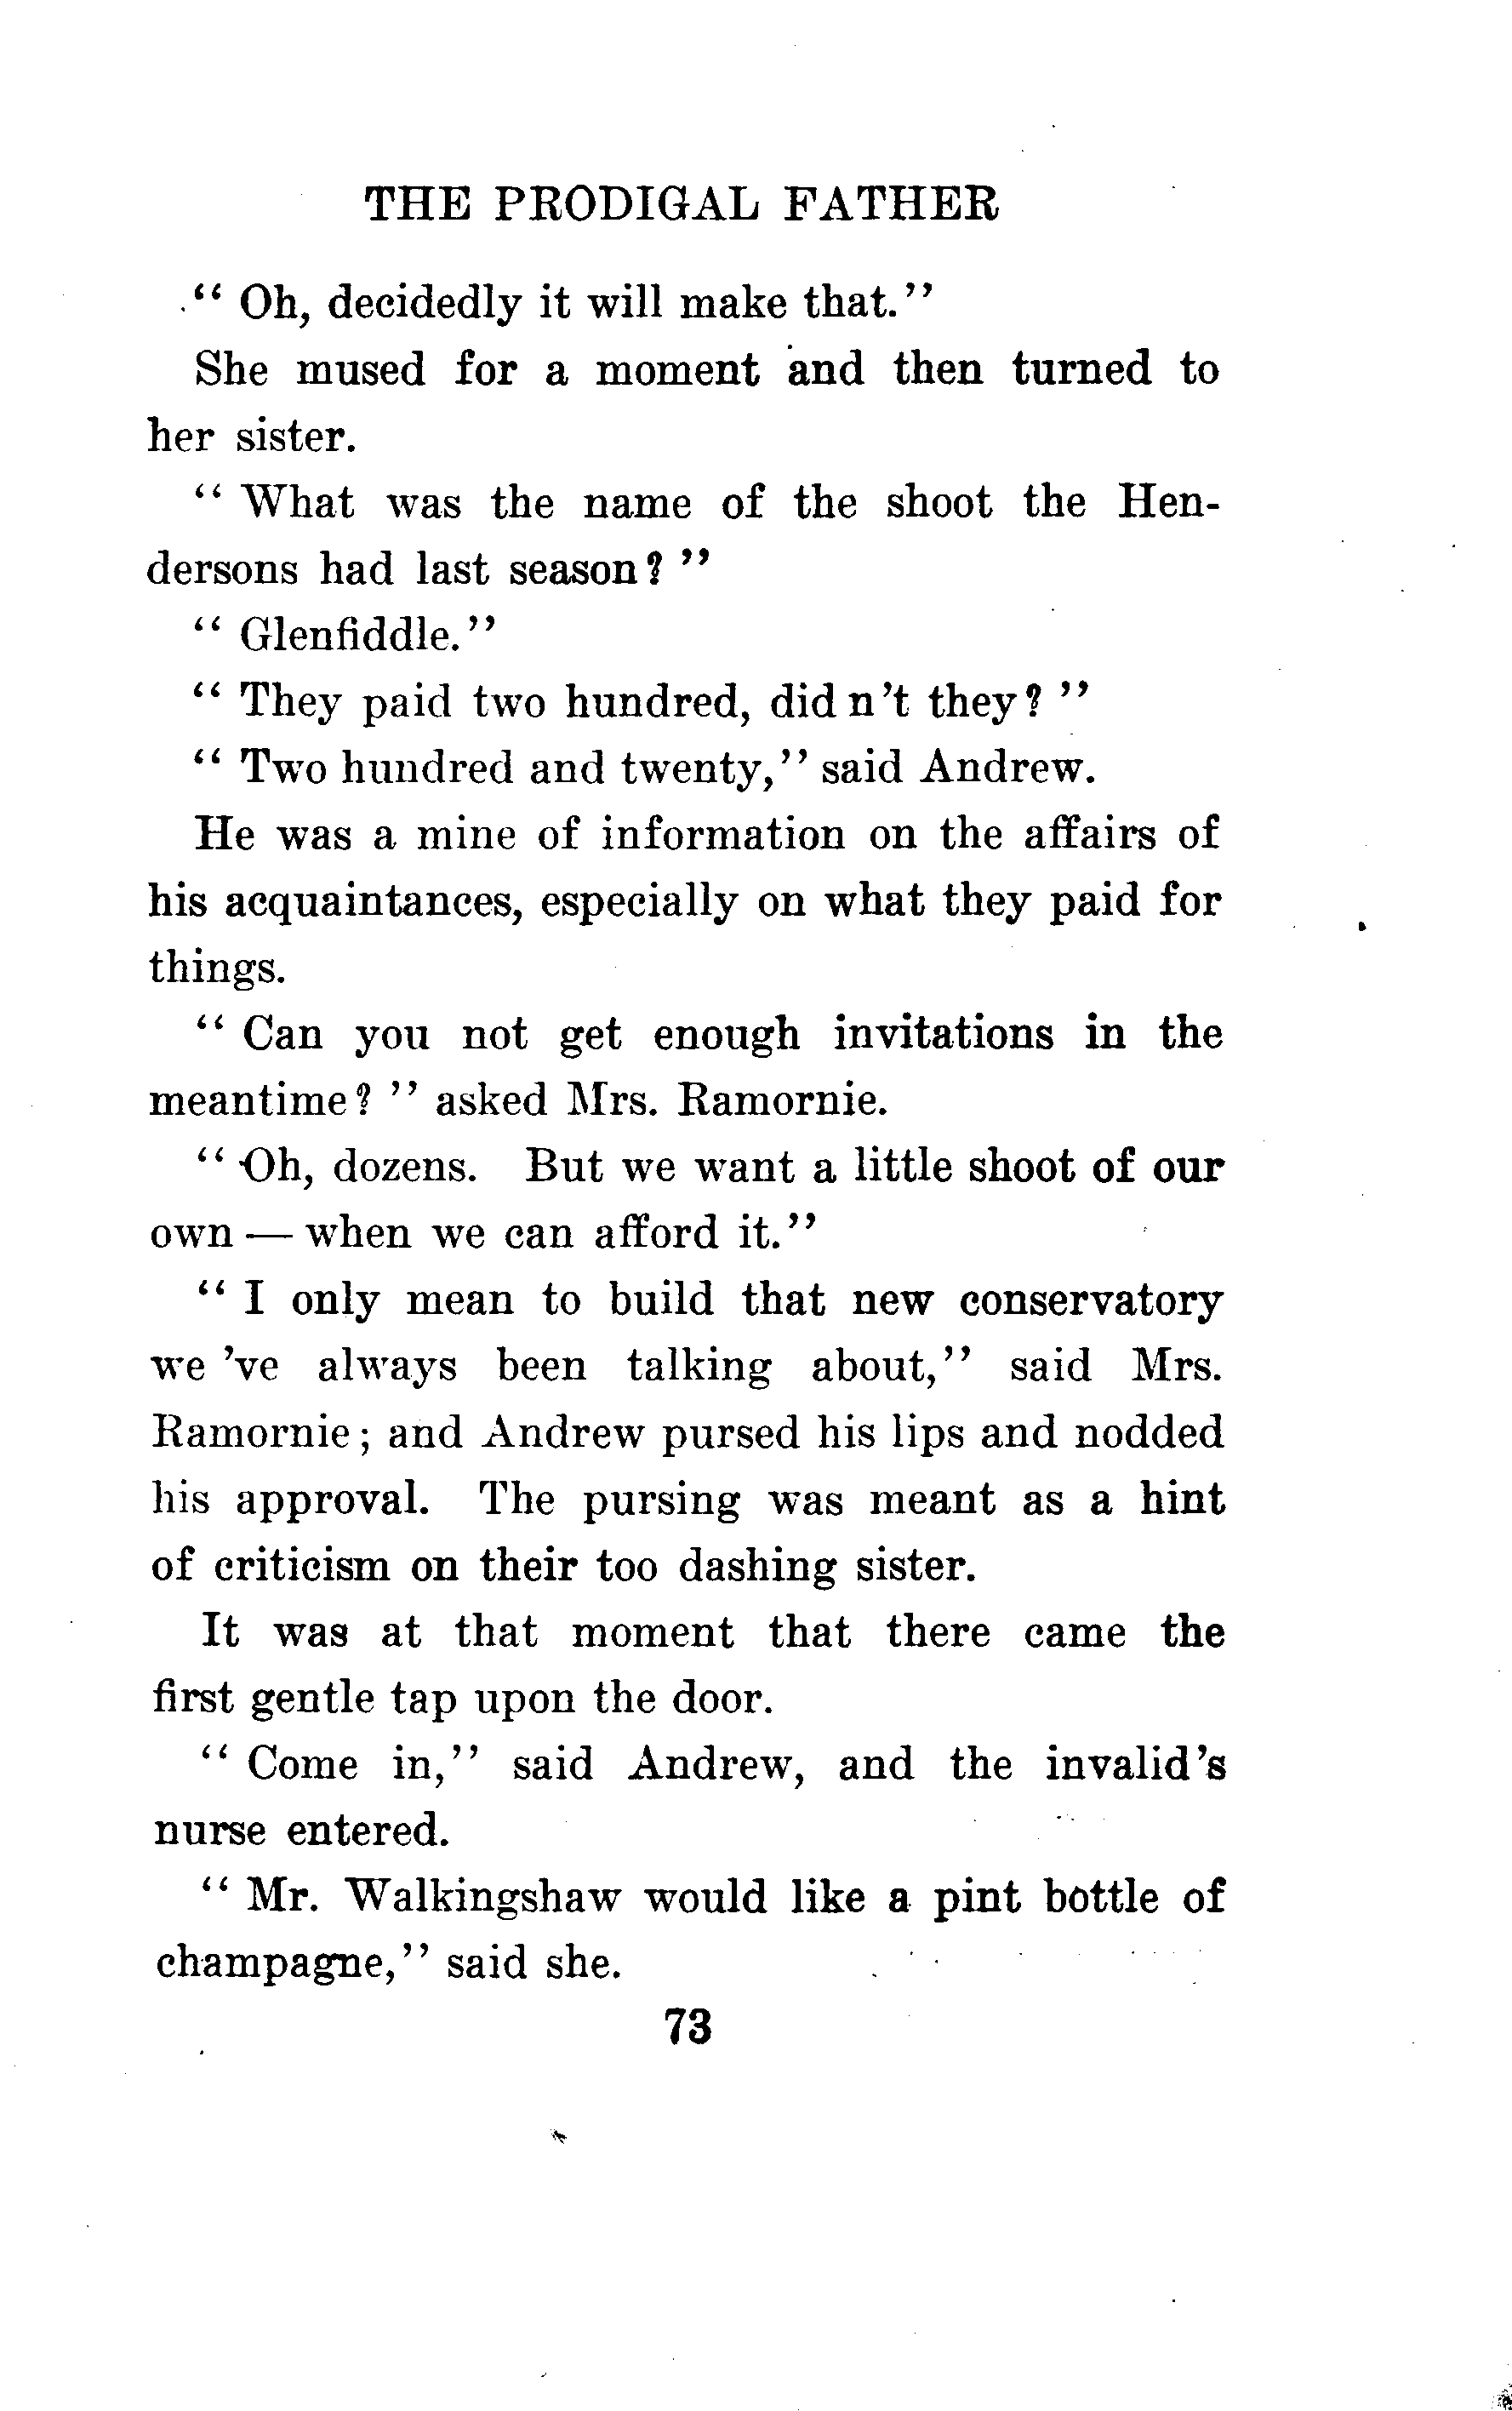 THE PRODIGAL FATHER
“ Oh, decidedly it will make that.”
She mused for a moment and then turned to
her sister.
“ What was the name of the shoot the Hen-
dersons had last season? ”
“ Glenfiddle.”
“ They paid two hundred, did n’t they? ”
“ Two hundred and twenty,” said Andrew.
He was a mine of information on the affairs of
his acquaintances, especially on what they paid for
things.
“ Can you not get enough invitations in the
meantime? ” asked Mrs. Ramornie.
“ Oh, dozens. But we want a little shoot of our
own — when we can afford it.”
“ I only mean to build that new conservatory
we ’ve always been talking about,” said Mrs.
Ramornie; and Andrew pursed his lips and nodded
his approval. The pursing was meant as a hint
of criticism on their too dashing sister.
It was at that moment that there came the
first gentle tap upon the door.
“ Come in,” said Andrew, and the invalid’s
nurse entered.
“ Mr. Walkingshaw would like a pint bottle of
champagne,” said she.
73